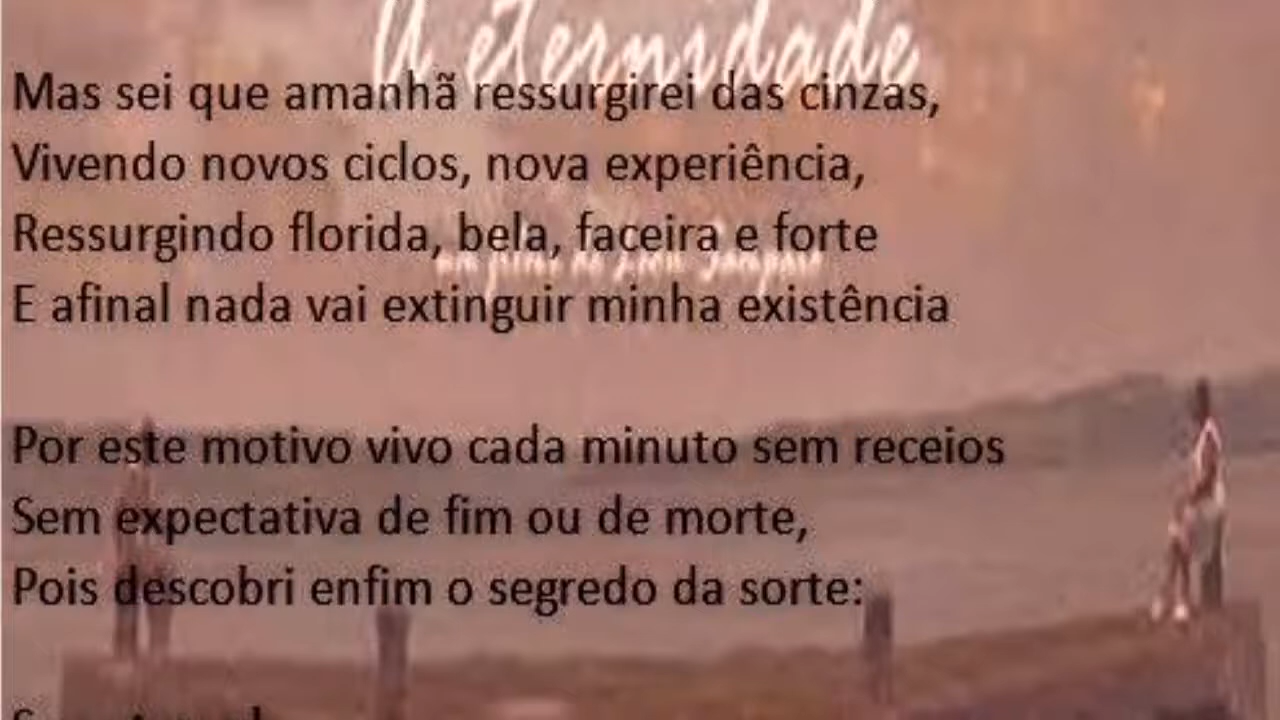 A eternidade
Mas sei que amanhã ressurgirei das cinzas,
Vivendo novos ciclos, nova experiência,
Ressurgindo florida, bela, faceira e forte
E afinal nada vai extinguir minha existência
Por este motivo vivo cada minuto sem receios
Sem expectativa de fim ou de morte,
Pois descobri enfim o segredo da sorte: